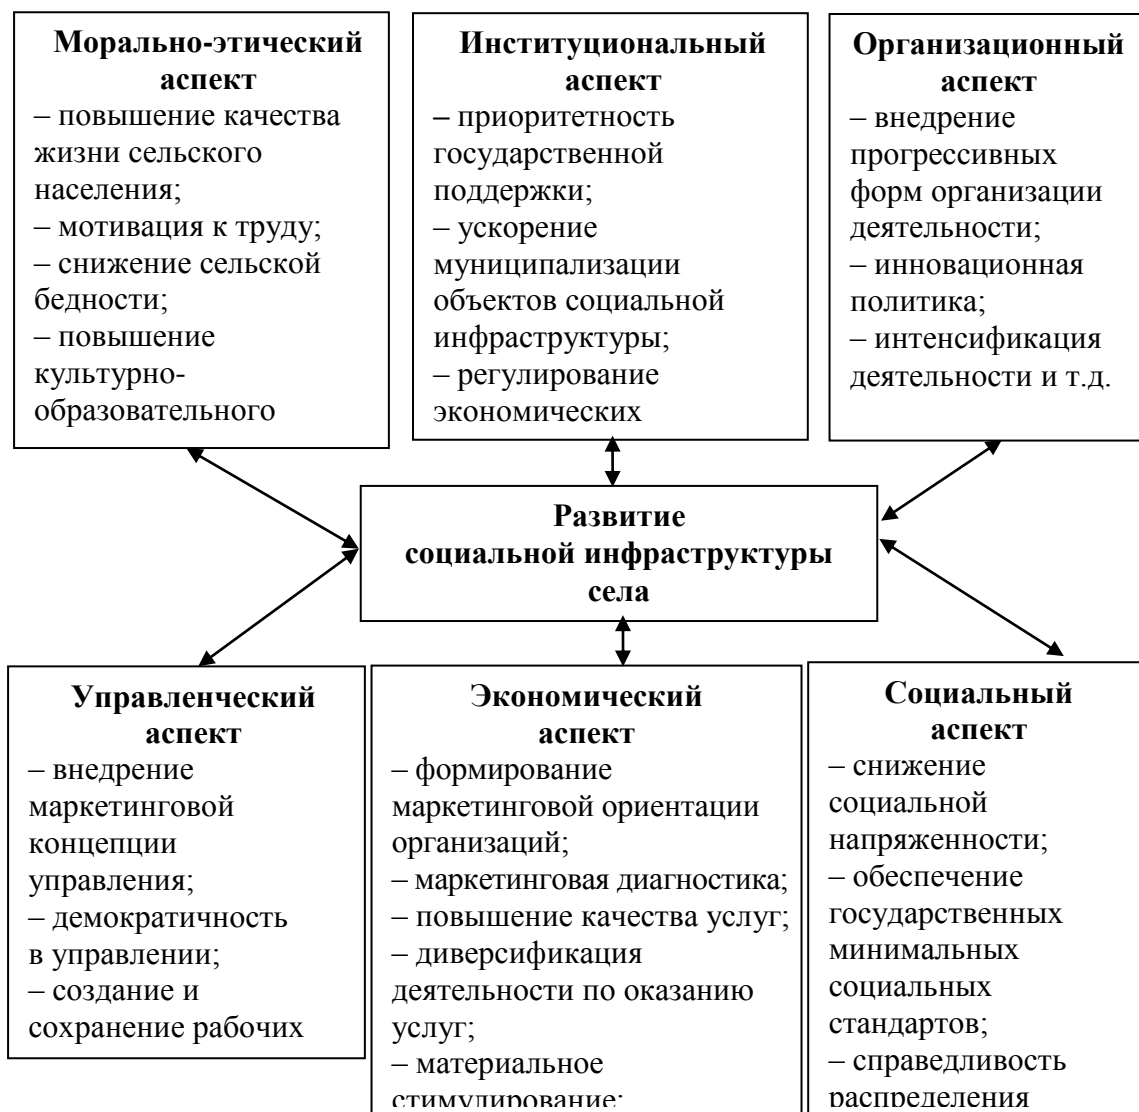 Морально-этический
аспект
– повышение качества
жизни сельского
населения;
– мотивация к труду;
– снижение сельской
бедности;
– повышение
культурно-
образовательного
Институциональный
аспект
– приоритетность
государственной
поддержки;
– ускорение
муниципализации
объектов социальной
инфраструктуры;
– регулирование
экономических
Организационный
аспект
– внедрение
прогрессивных
форм организации
деятельности;
– инновационная
политика;
– интенсификация
деятельности и т.д.
Развитие
социальной инфраструктуры
села
Управленческий
аспект
– внедрение
маркетинговой
концепции
управления;
– демократичность
в управлении;
– создание и
сохранение рабочих
Экономический
аспект
– формирование
маркетинговой ориентации
организаций;
– маркетинговая диагностика;
– повышение качества услуг;
– диверсификация
деятельности по оказанию
услуг;
– материальное
стимулирование;
Социальный
аспект
– снижение
социальной
напряженности;
– обеспечение
государственных
минимальных
социальных
стандартов;
– справедливость
распределения